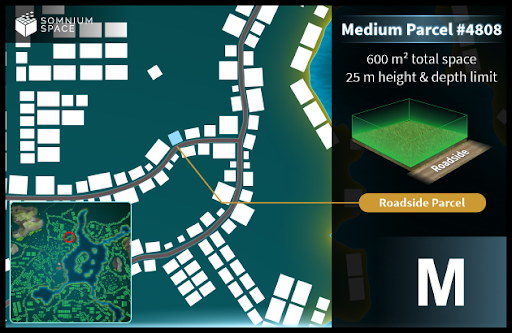 SOMNIUM
SPACE
Medium Parcel #4808
600 m² total space
25 m height & depth limit
Roadside
Roadside Parcel
M